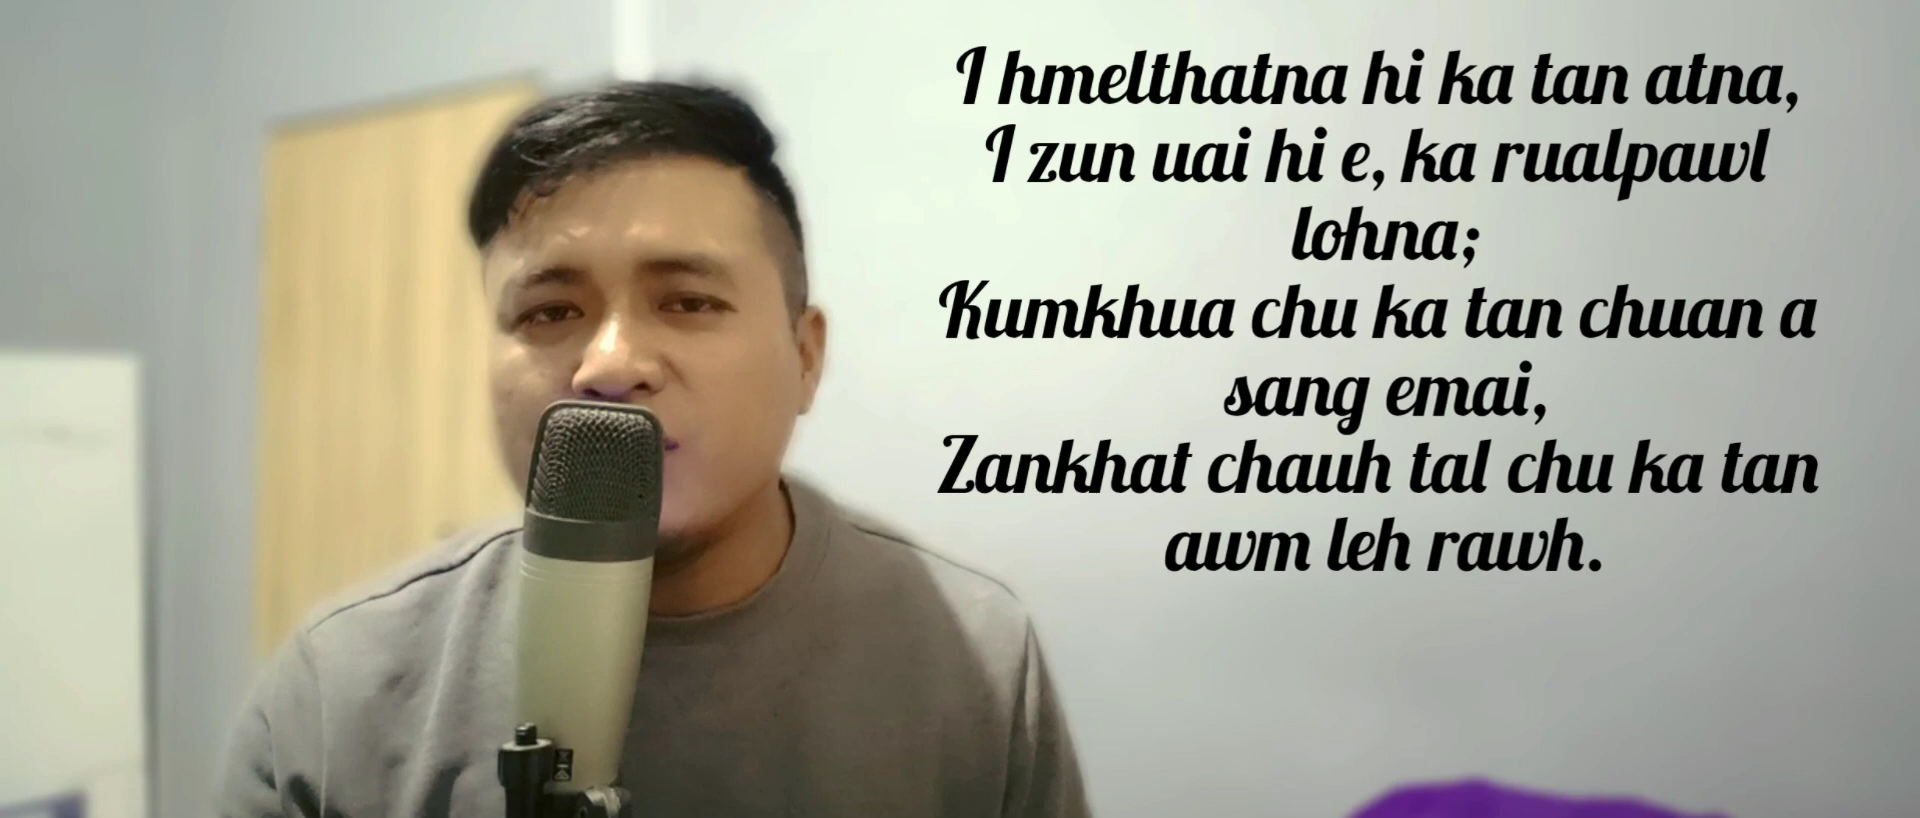 I hmelthatna hi ka tan atna,
I zun uai hi e, ka rualpawl
lohna;
Kumkhua chu ka tan chuan a
sang emai,
Zankhat chauh tal chu ka tan
awm leh rawh.